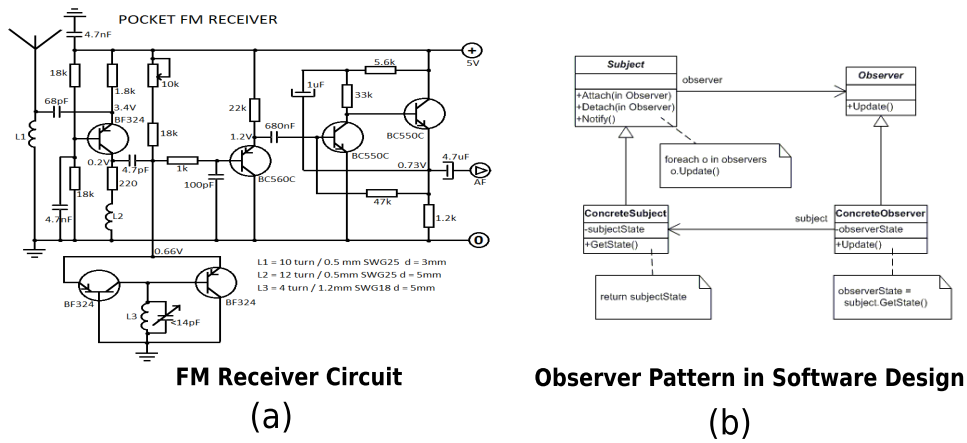 POCKET FM RECEIVER
4.7nF
5V
18k
1.8k
10k
5.6k
1uF
33k
68pF
3.4V
BF324
22k
680nF
BC550C
L1
18k
1.2V
BC550C
0.2V
4.7pF
1k
BC560C
0.73V
4.7uF
AF
18k
220
100pF
47k
4.7nF
L2
1.2k
0
0.66V
L1 = 10 turn / 0.5 mm SWG25 d = 3mm
L2 = 12 turn / 0.5mm SWG25 d = 5mm
L3 = 4 turn / 1.2mm SWG18 d = 5mm
BF324
BF324
L3
<14pF
FM Receiver Circuit
(a)
Subject
+Attach(in Observer)
+Detach(in Observer)
+Notify()
observer
Observer
+Update()
foreach o in observers
o.Update()
ConcreteSubject
-subjectState
+GetState()
subject
ConcreteObserver
-observerState
+Update()
return subjectState
observerState =
subject.GetState()
Observer Pattern in Software Design
(b)